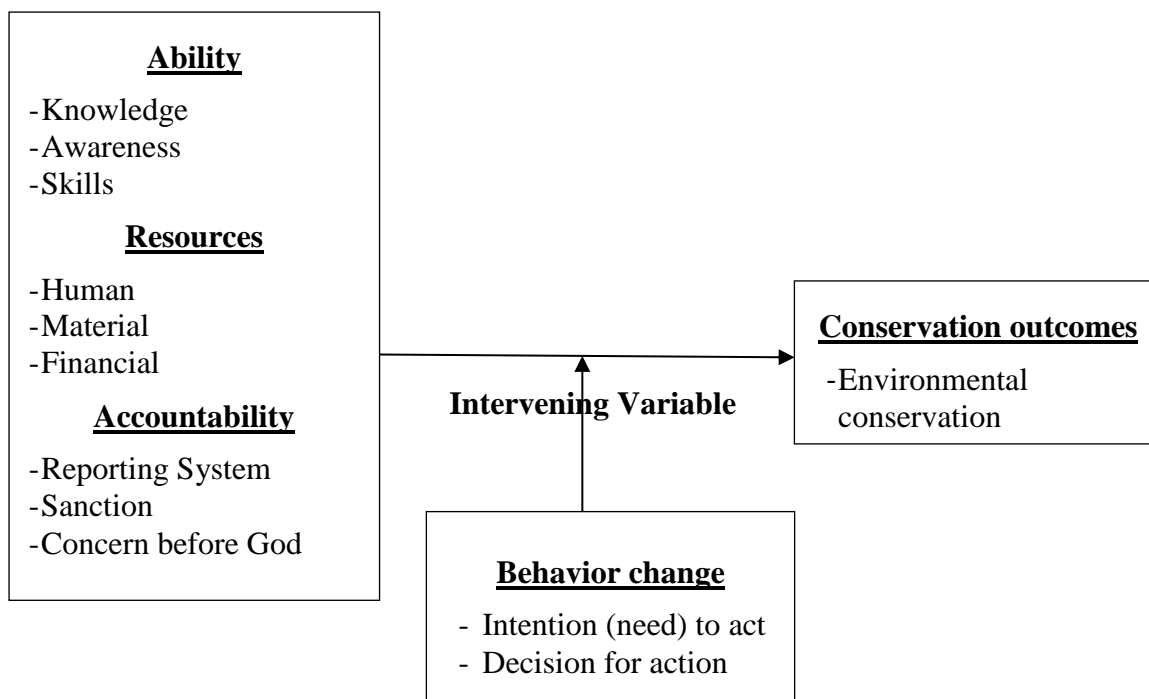 Ability
-Knowledge
-Awareness
-Skills
Resources
-Human
-Material
-Financial
Accountability
-Reporting System
-Sanction
-Concern before God
Intervening Variable
Behavior change
- Intention (need) to act
- Decision for action
Conservation outcomes
-Environmental
conservation